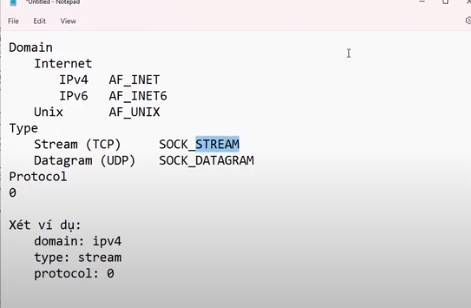 *Untitled - Notepad
File Edit View
Domain
Internet
IPv4 AF_INET
IPv6 AF_INET6
Unix AF_UNIX
Type
Stream (TCP) SOCK_STREAM
Datagram (UDP) SOCK_DATAGRAM
Protocol
0
Xét ví dụ:
domain: ipv4
type: stream
protocol: 0